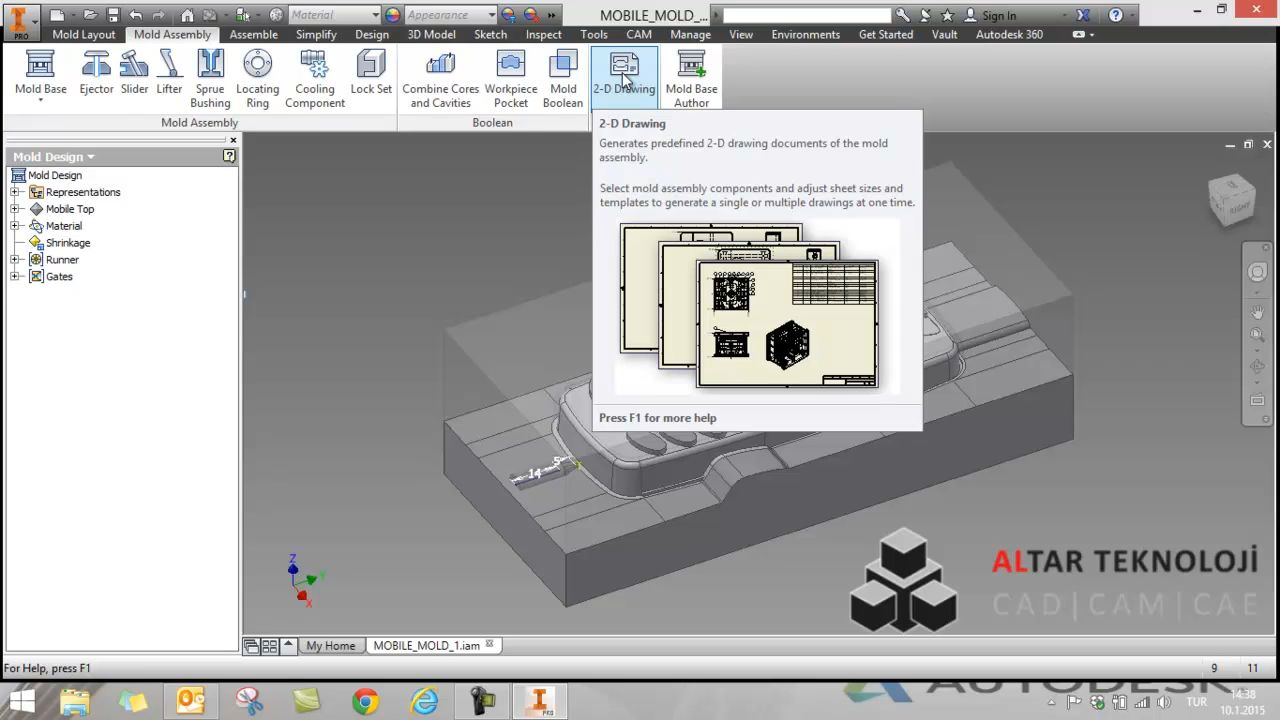 Material
Appearance
MOBILE_MOLD_...
Sign In
PRO
Mold Layout
Mold Assembly
Assemble
Simplify
Design
3D Model
Sketch
Inspect
Tools
CAM
Manage
View
Environments
Get Started
Vault
Autodesk 360
Mold Base
Ejector
Slider
Lifter
Sprue Bushing
Locating Ring
Cooling Component
Lock Set
Combine Cores and Cavities
Workpiece Pocket
Mold Boolean
2-D Drawing
Mold Base Author
Mold Assembly
Boolean
2-D Drawing
Generates predefined 2-D drawing documents of the mold
assembly.
Select mold assembly components and adjust sheet sizes and
templates to generate a single or multiple drawings at one time.
Press F1 for more help
Mold Design
Mold Design
Representations
Mobile Top
Material
Shrinkage
Runner
Gates
RIGHT
5
14
Z
Y
X
ALTAR TEKNOLOJİ
CAD|CAM|CAE
My Home
MOBILE_MOLD_1.iam
For Help, press F1
9
11
AUTODESK
PRO
TUR
14:38
10.1.2015